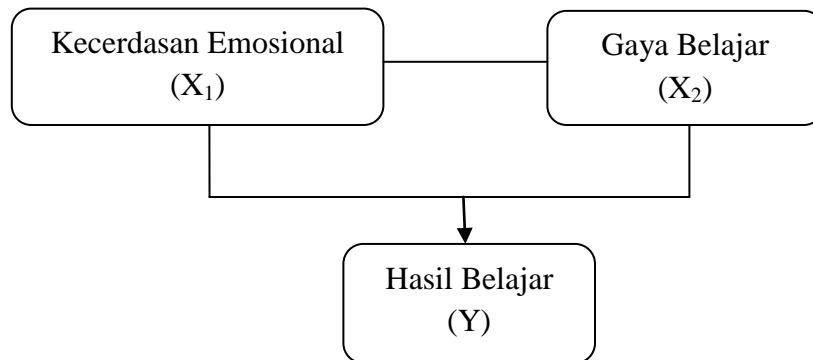 Kecerdasan Emosional
(X₁)
Gaya Belajar
(X₂)
Hasil Belajar
(Y)